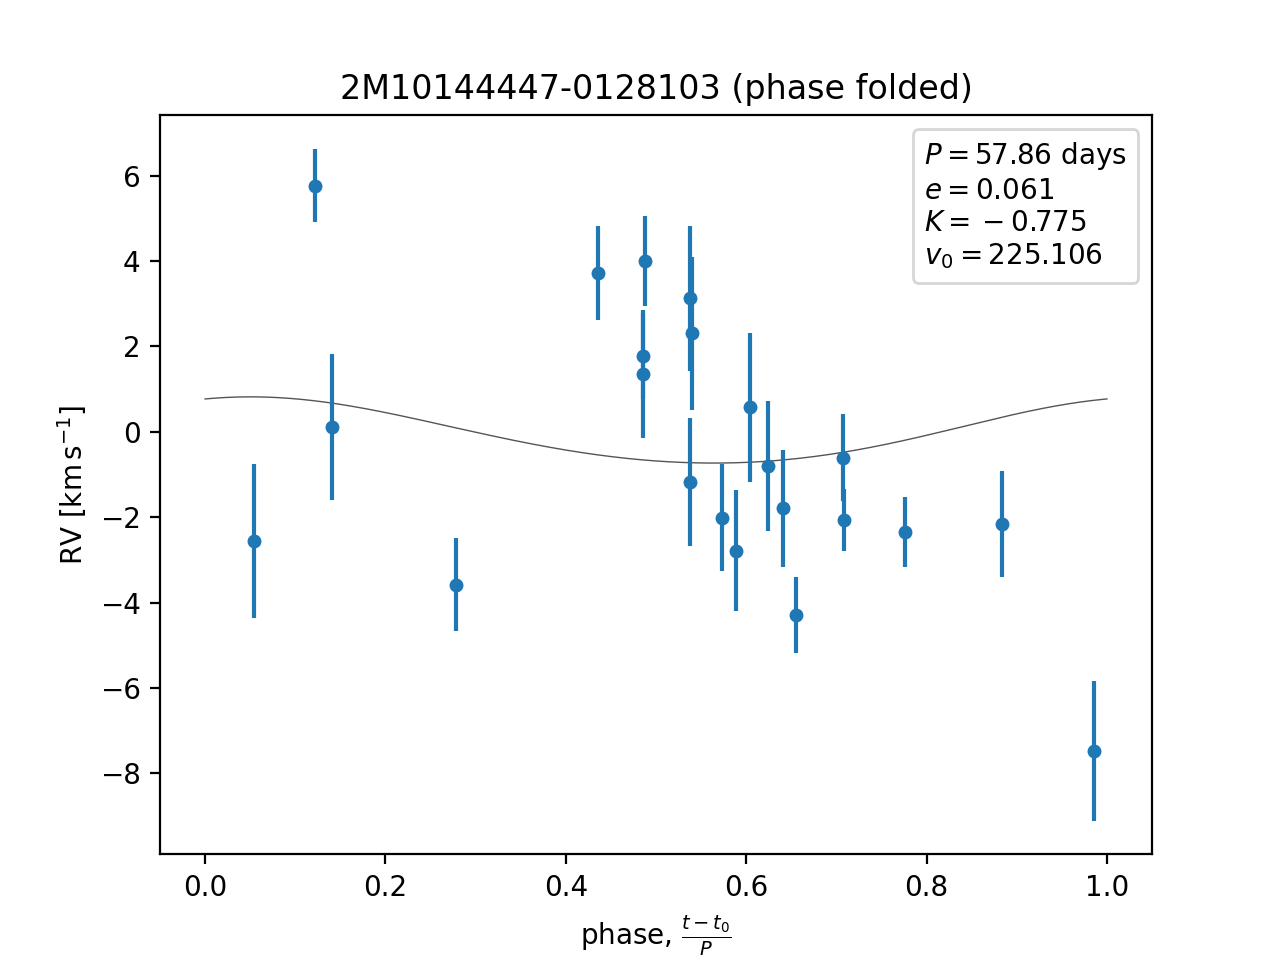 2M10144447-0128103 (phase folded)
P = 57.86 days
e = 0.061
K = −0.775
v₀ = 225.106
RV [km s⁻¹]
6
4
2
0
−2
−4
−6
−8
0.0 0.2 0.4 0.6 0.8 1.0
phase, (t − t₀)/P